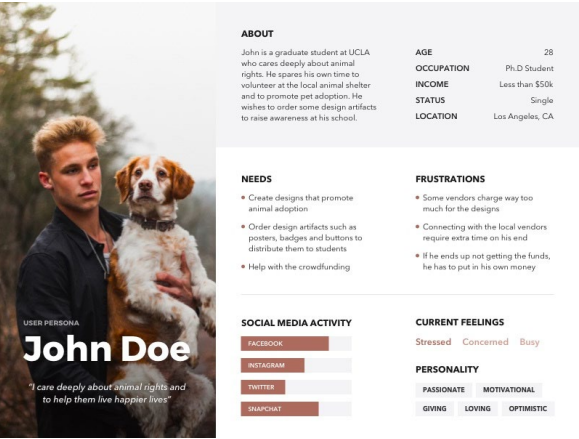 USER PERSONA
John Doe
"I care deeply about animal rights and
to help them live happier lives"
ABOUT
John is a graduate student at UCLA
who cares deeply about animal
rights. He spares his own time to
volunteer at the local animal shelter
and to promote pet adoption. He
wishes to order some design artifacts
to raise awareness at his school.
AGE 28
OCCUPATION Ph.D Student
INCOME Less than $50k
STATUS Single
LOCATION Los Angeles, CA
NEEDS
Create designs that promote
animal adoption
Order design artifacts such as
posters, badges and buttons to
distribute them to students
Help with the crowdfunding
FRUSTRATIONS
Some vendors charge way too
much for the designs
Connecting with the local vendors
require extra time on his end
If he ends up not getting the funds,
he has to put in his own money
SOCIAL MEDIA ACTIVITY
FACEBOOK
INSTAGRAM
TWITTER
SNAPCHAT
CURRENT FEELINGS
Stressed Concerned Busy
PERSONALITY
PASSIONATE MOTIVATIONAL
GIVING LOVING OPTIMISTIC